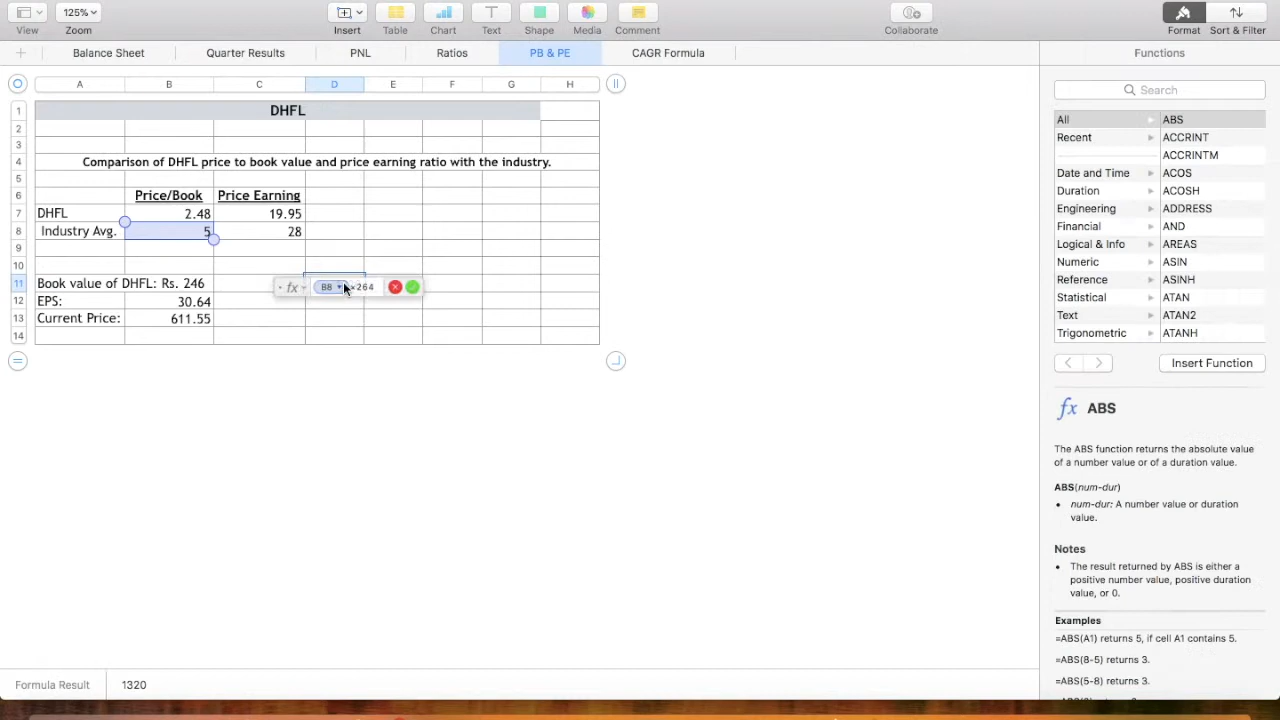 125%
View
Zoom
Insert
Table
Chart
Text
Shape
Media
Comment
Collaborate
Format
Sort & Filter
Balance Sheet
Quarter Results
PNL
Ratios
PB & PE
CAGR Formula
Functions
A B C D E F G H
1 DHFL
2
3
4 Comparison of DHFL price to book value and price earning ratio with the industry.
5
6 Price/Book Price Earning
7 DHFL 2.48 19.95
8 Industry Avg. 5 28
9
10
11 Book value of DHFL: Rs. 246
fx B8 ×264
12 EPS: 30.64
13 Current Price: 611.55
14
Search
All
Recent
Date and Time
Duration
Engineering
Financial
Logical & Info
Numeric
Reference
Statistical
Text
Trigonometric
ABS
ACCRINT
ACCRINTM
ACOS
ACOSH
ADDRESS
AND
AREAS
ASIN
ASINH
ATAN
ATAN2
ATANH
Insert Function
fx ABS
The ABS function returns the absolute value
of a number value or of a duration value.
ABS(num-dur)
• num-dur: A number value or duration
value.
Notes
• The result returned by ABS is either a
positive number value, positive duration
value, or 0.
Examples
=ABS(A1) returns 5, if cell A1 contains 5.
=ABS(8-5) returns 3.
=ABS(5-8) returns 3.
Formula Result 1320